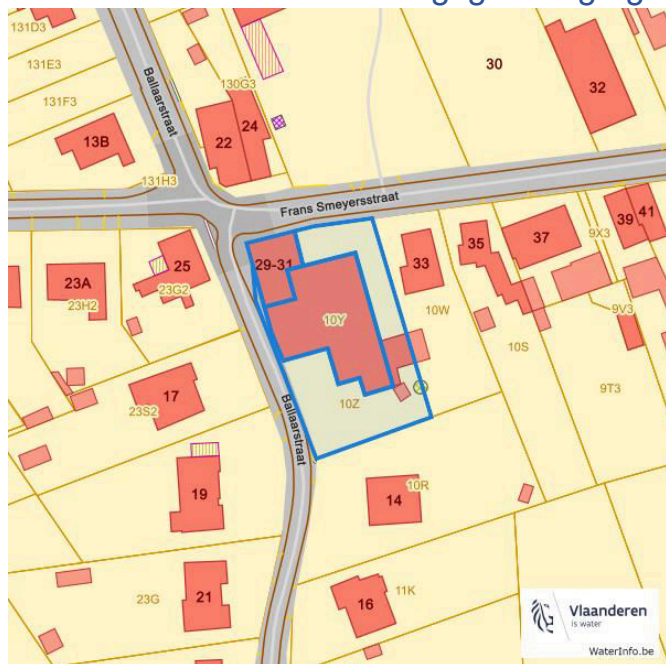 131D3
Ballaarstraat
30
32
131E3
130G3
131F3
24
22
13B
131H3
Frans Smeyersstraat
39
41
37
35
9X3
25
29-31
33
23A
23G2
23H2
10W
9V3
10Y
10S
17
10Z
9T3
23S2
Ballaarstraat
10R
19
14
11K
23G
21
16
Vlaanderen
is water
WaterInfo.be